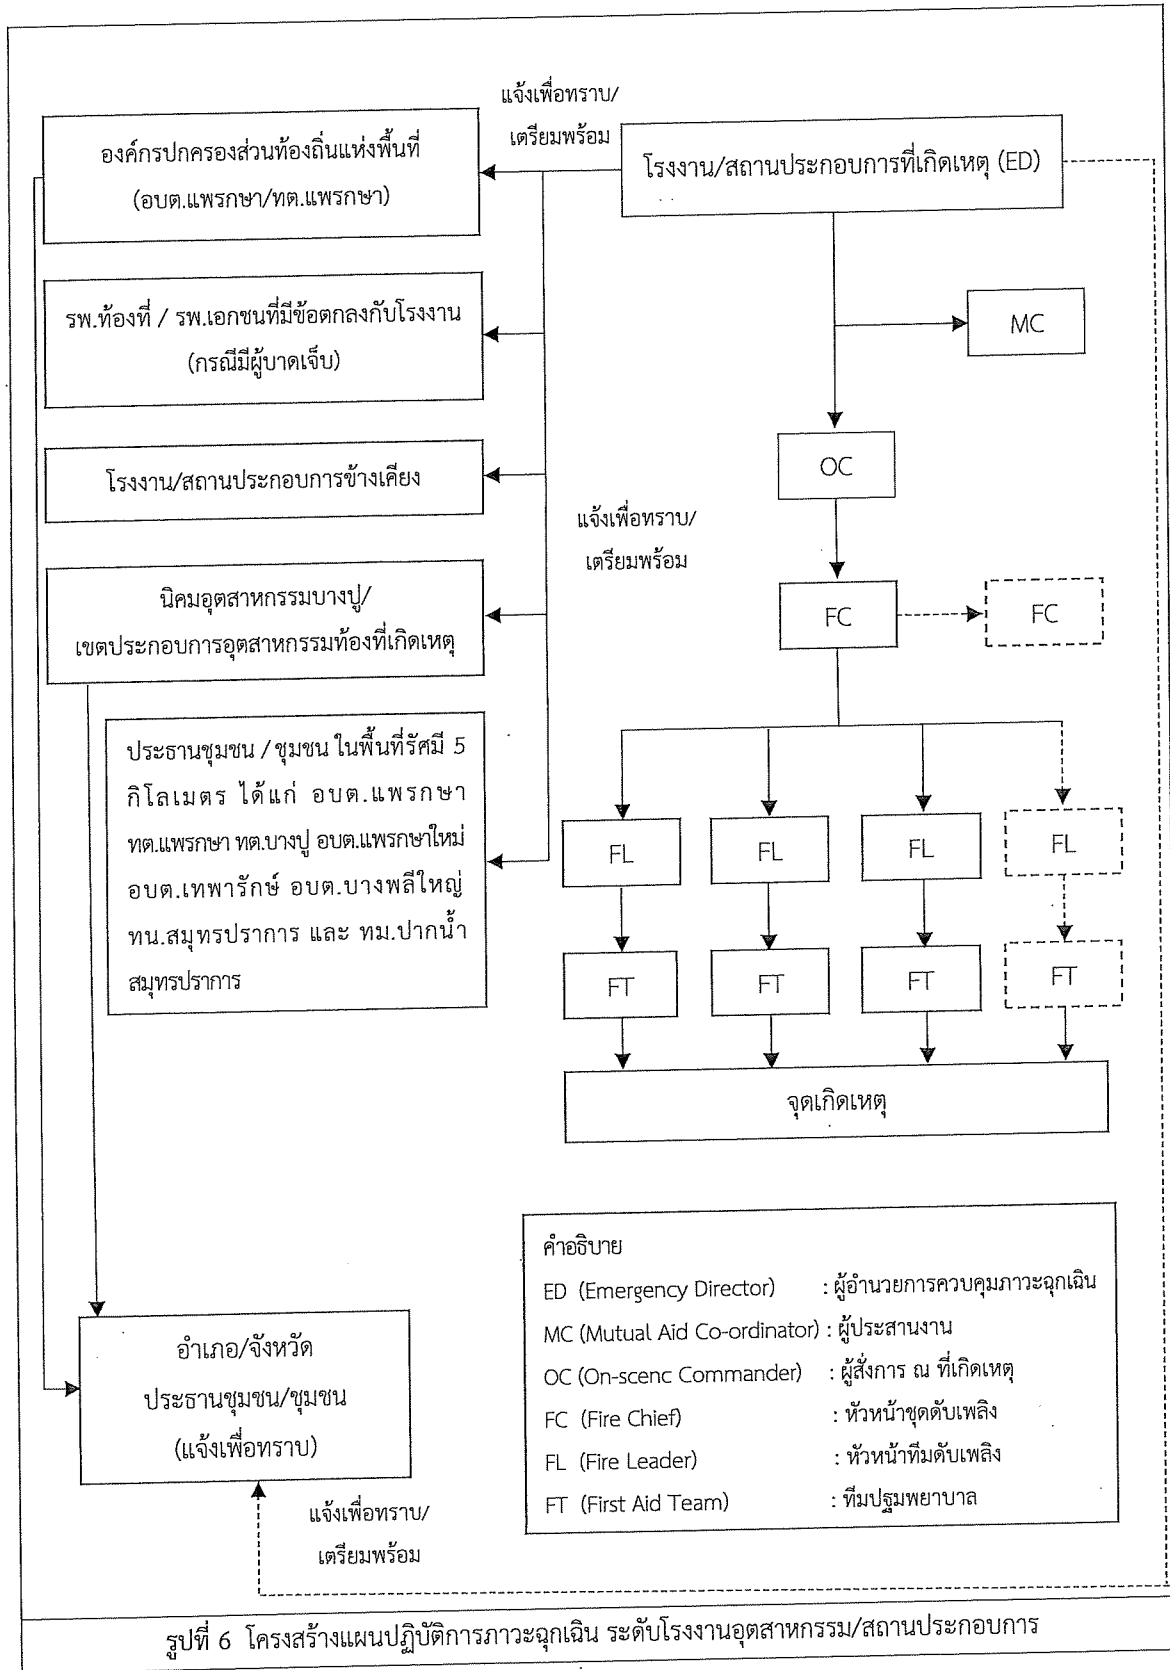 แจ้งเพื่อทราบ/
เตรียมพร้อม
องค์กรปกครองส่วนท้องถิ่นแห่งพื้นที่
(อบต.แพรกษา/ทต.แพรกษา)
โรงงาน/สถานประกอบการที่เกิดเหตุ (ED)
รพ.ท้องที่ / รพ.เอกชนที่มีข้อตกลงกับโรงงาน
(กรณีมีผู้บาดเจ็บ)
MC
โรงงาน/สถานประกอบการข้างเคียง
OC
แจ้งเพื่อทราบ/
เตรียมพร้อม
นิคมอุตสาหกรรมบางปู/
เขตประกอบการอุตสาหกรรมท้องที่เกิดเหตุ
FC
FC
ประธานชุมชน / ชุมชน ในพื้นที่รัศมี 5
กิโลเมตร ได้แก่ อบต.แพรกษา
ทต.แพรกษา ทต.บางปู อบต.แพรกษาใหม่
อบต.เทพารักษ์ อบต.บางพลีใหญ่
ทน.สมุทรปราการ และ ทม.ปากน้ำ
สมุทรปราการ
FL
FL
FL
FL
FT
FT
FT
FT
จุดเกิดเหตุ
คำอธิบาย
ED (Emergency Director) : ผู้อำนวยการควบคุมภาวะฉุกเฉิน
MC (Mutual Aid Co-ordinator) : ผู้ประสานงาน
OC (On-scenc Commander) : ผู้สั่งการ ณ ที่เกิดเหตุ
FC (Fire Chief) : หัวหน้าชุดดับเพลิง
FL (Fire Leader) : หัวหน้าทีมดับเพลิง
FT (First Aid Team) : ทีมปฐมพยาบาล
อำเภอ/จังหวัด
ประธานชุมชน/ชุมชน
(แจ้งเพื่อทราบ)
แจ้งเพื่อทราบ/
เตรียมพร้อม
รูปที่ 6 โครงสร้างแผนปฏิบัติการภาวะฉุกเฉิน ระดับโรงงานอุตสาหกรรม/สถานประกอบการ